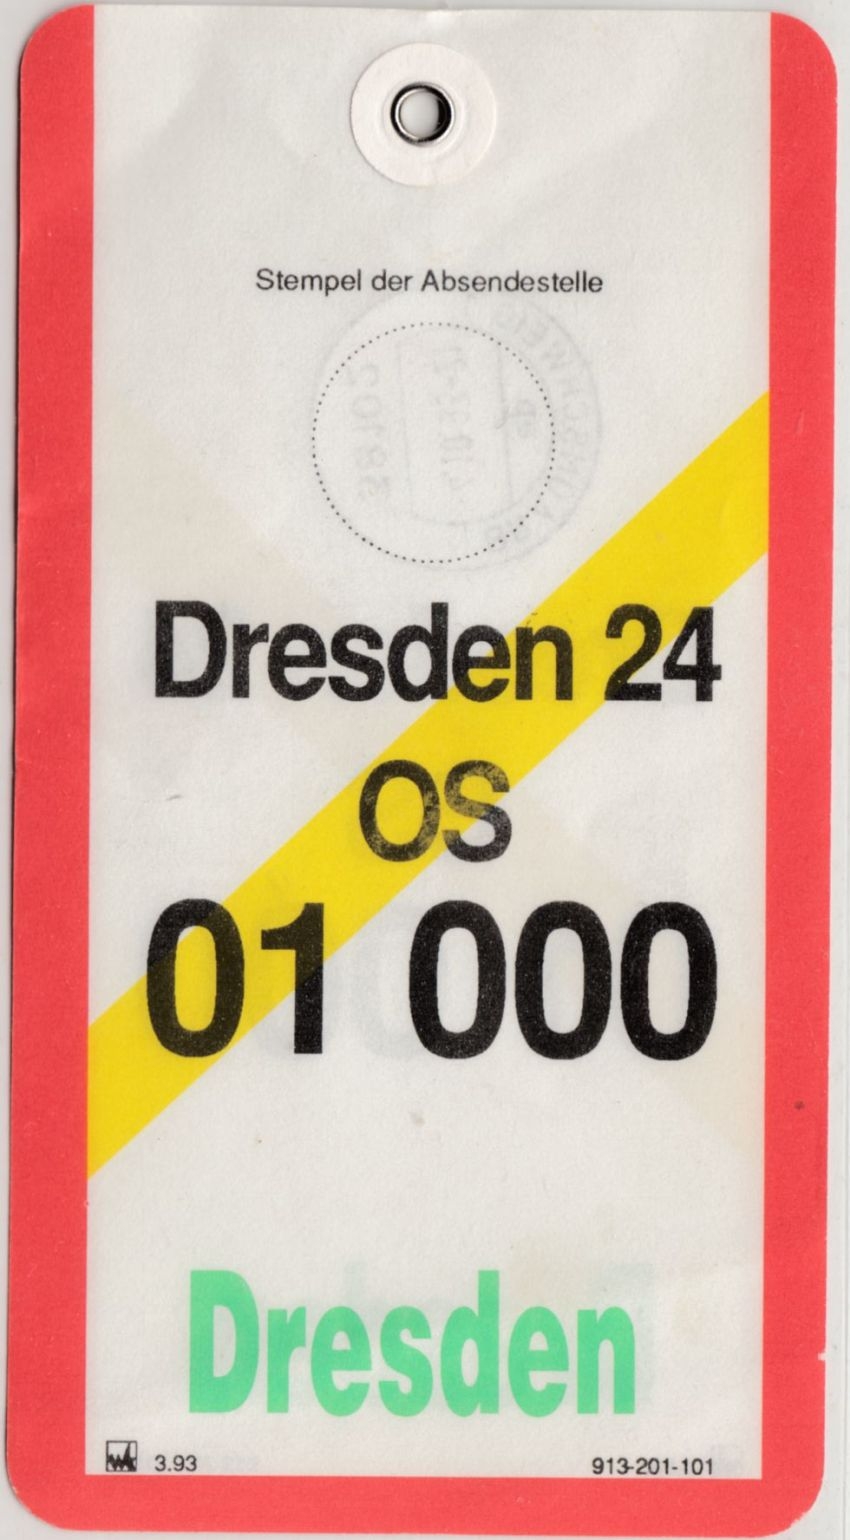 Stempel der Absendestelle
Dresden 24
OS
01 000
Dresden
3.93 913-201-101